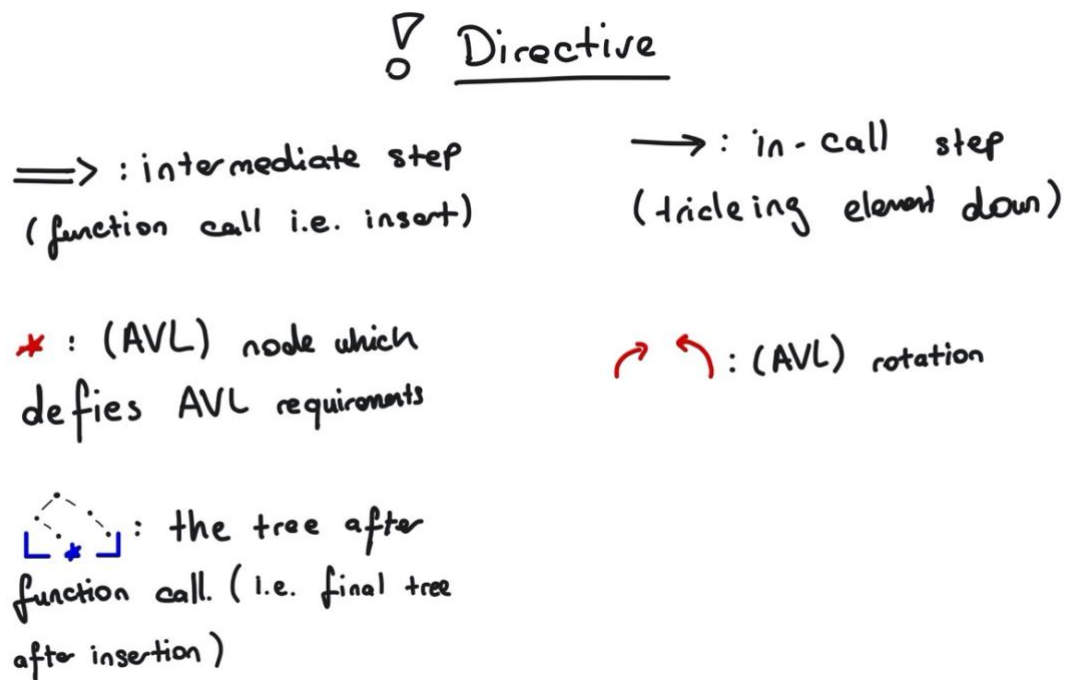 ! Directive
⇒ : intermediate step
(function call i.e. insert)
→ : in-call step
(tricleing element down)
* : (AVL) node which
defies AVL requirements
: (AVL) rotation
* : the tree after
function call. (i.e. final tree
after insertion)